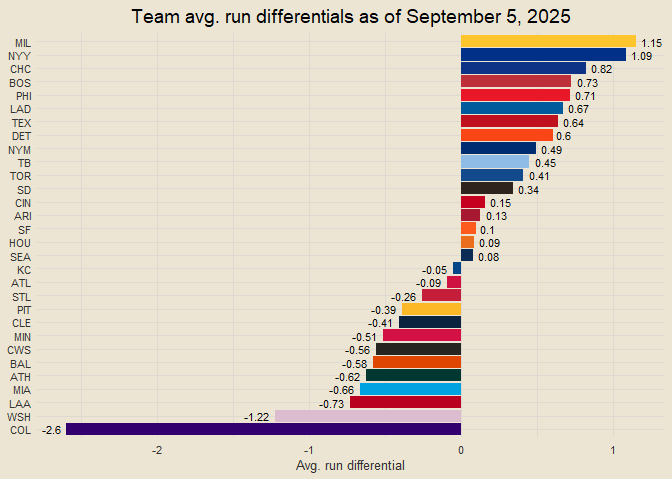 Team avg. run differentials as of September 5, 2025
MIL 1.15
NYY 1.09
CHC 0.82
BOS 0.73
PHI 0.71
LAD 0.67
TEX 0.64
DET 0.6
NYM 0.49
TB 0.45
TOR 0.41
SD 0.34
CIN 0.15
ARI 0.13
SF 0.1
HOU 0.09
SEA 0.08
KC -0.05
ATL -0.09
STL -0.26
PIT -0.39
CLE -0.41
MIN -0.51
CWS -0.56
BAL -0.58
ATH -0.62
MIA -0.66
LAA -0.73
WSH -1.22
COL -2.6
-2 -1 0 1
Avg. run differential